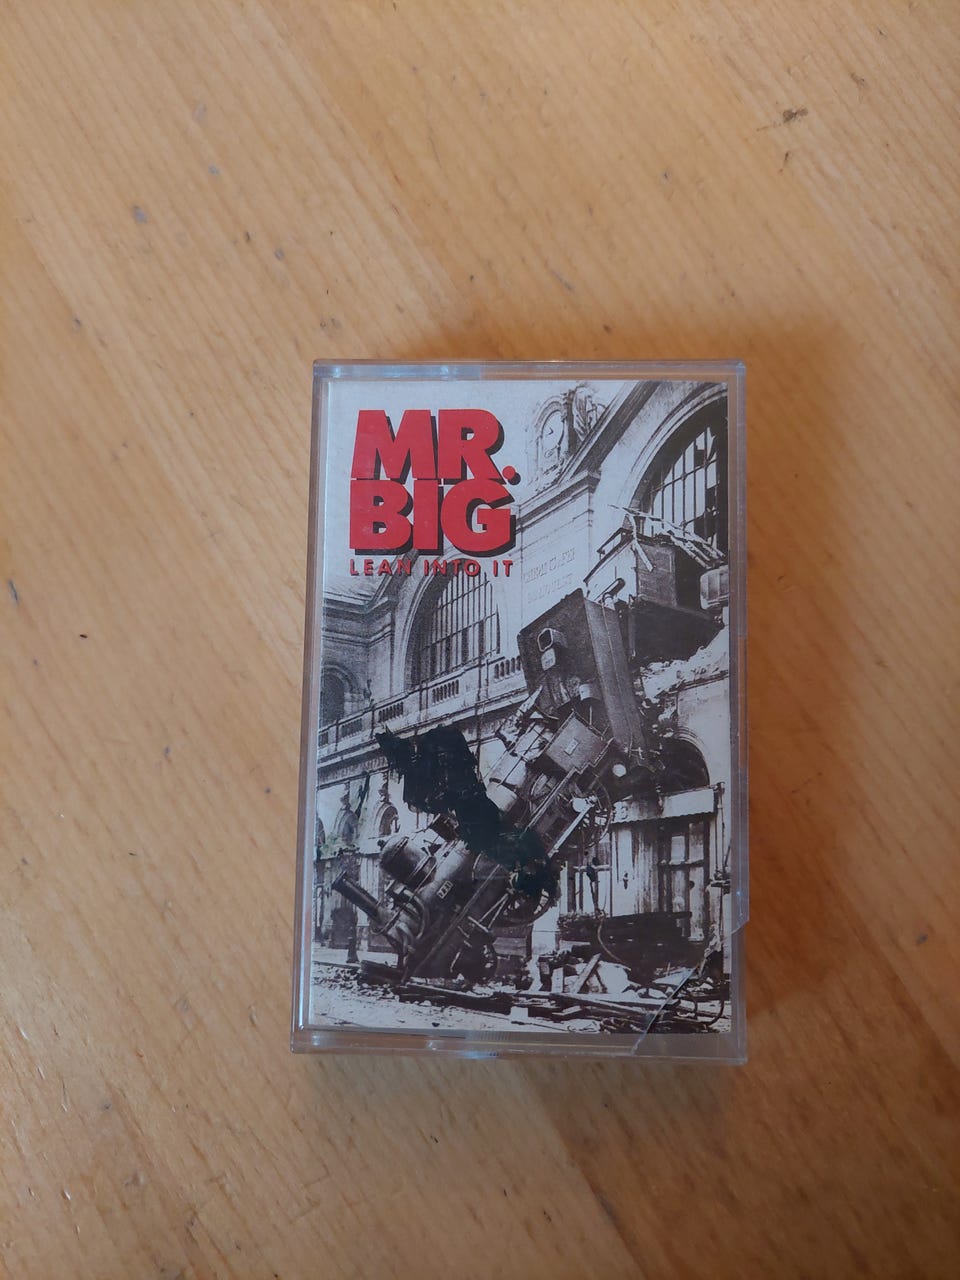 MR.
BIG
LEAN INTO IT